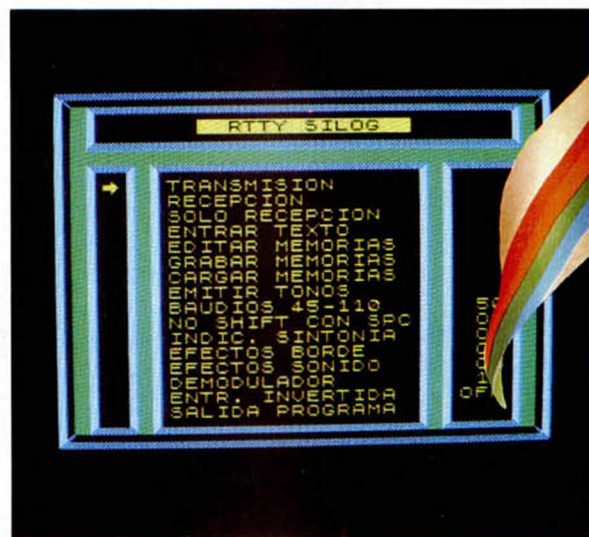 RTTY SILOG
TRANSMISION
RECEPCION
SOLO RECEPCION
ENTRAR TEXTO
EDITAR MEMORIAS
GRABAR MEMORIAS
CARGAR MEMORIAS
EMITIR TONOS
BAUDIOS 45-110
NO SHIFT CON SPC
INDIC. SINTONIA
EFECTOS BORDE
EFECTOS SONIDO
DEMODULADOR
ENTR. INVERTIDA
SALIDA PROGRAMA